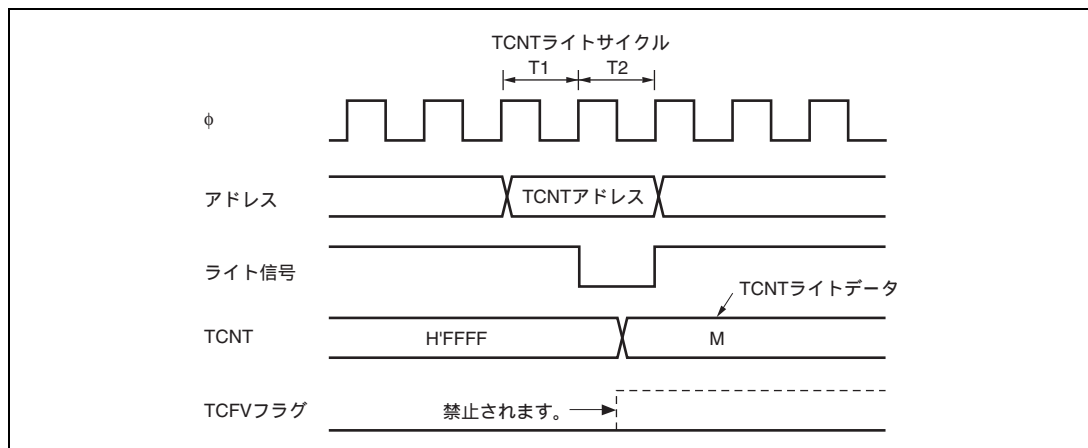 TCNTライトサイクル
T1 T2
φ
アドレス TCNTアドレス
ライト信号
TCNTライトデータ
TCNT H'FFFF M
TCFVフラグ 禁止されます。